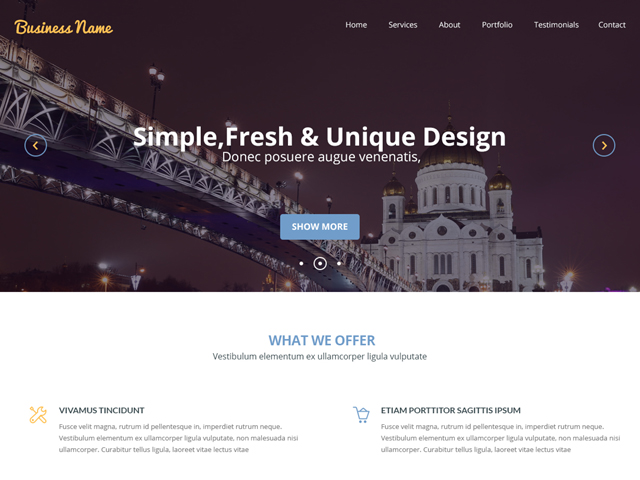 Business Name
Home Services About Portfolio Testimonials Contact
Simple,Fresh & Unique Design
Donec posuere augue venenatis,
SHOW MORE
WHAT WE OFFER
Vestibulum elementum ex ullamcorper ligula vulputate
VIVAMUS TINCIDUNT
Fusce velit magna, rutrum id pellentesque in, imperdiet rutrum neque.
Vestibulum elementum ex ullamcorper ligula vulputate, non malesuada nisi
ullamcorper. Curabitur tellus ligula, laoreet vitae lectus vitae
ETIAM PORTTITOR SAGITTIS IPSUM
Fusce velit magna, rutrum id pellentesque in, imperdiet rutrum neque.
Vestibulum elementum ex ullamcorper ligula vulputate, non malesuada nisi
ullamcorper. Curabitur tellus ligula, laoreet vitae lectus vitae